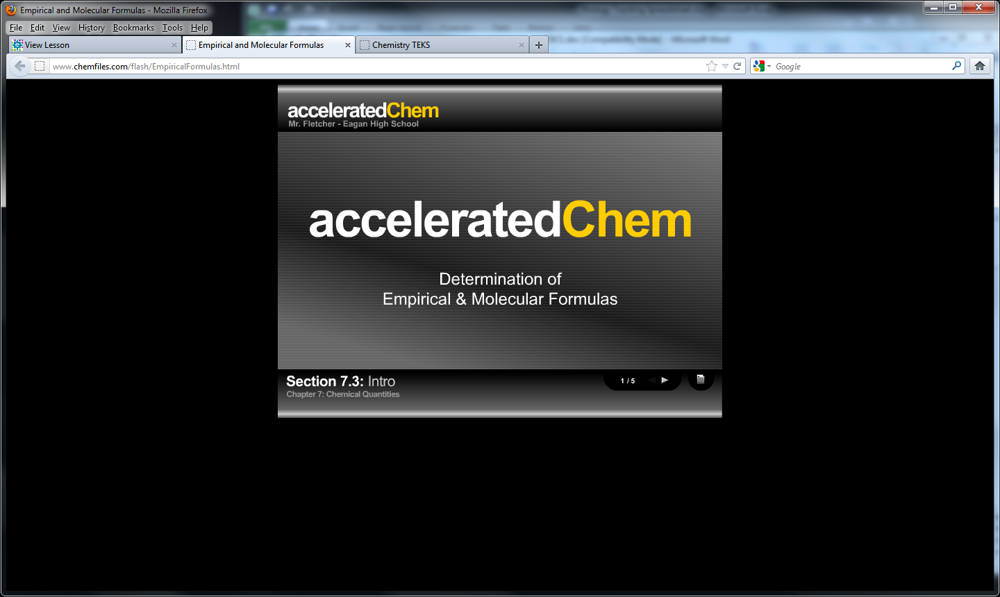 Empirical and Molecular Formulas - Mozilla Firefox
File Edit View History Bookmarks Tools Help
View Lesson
Empirical and Molecular Formulas
Chemistry TEKS
www.chemfiles.com/flash/EmpiricalFormulas.html
Google
acceleratedChem
Mr. Fletcher - Eagan High School
acceleratedChem
Determination of
Empirical & Molecular Formulas
Section 7.3: Intro
1 / 5
Chapter 7: Chemical Quantities